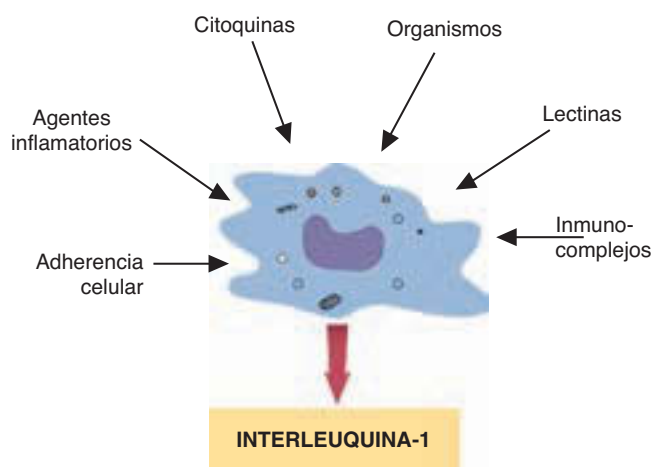 Citoquinas
Organismos
Agentes
inflamatorios
Lectinas
Inmuno-
complejos
Adherencia
celular
INTERLEUQUINA-1